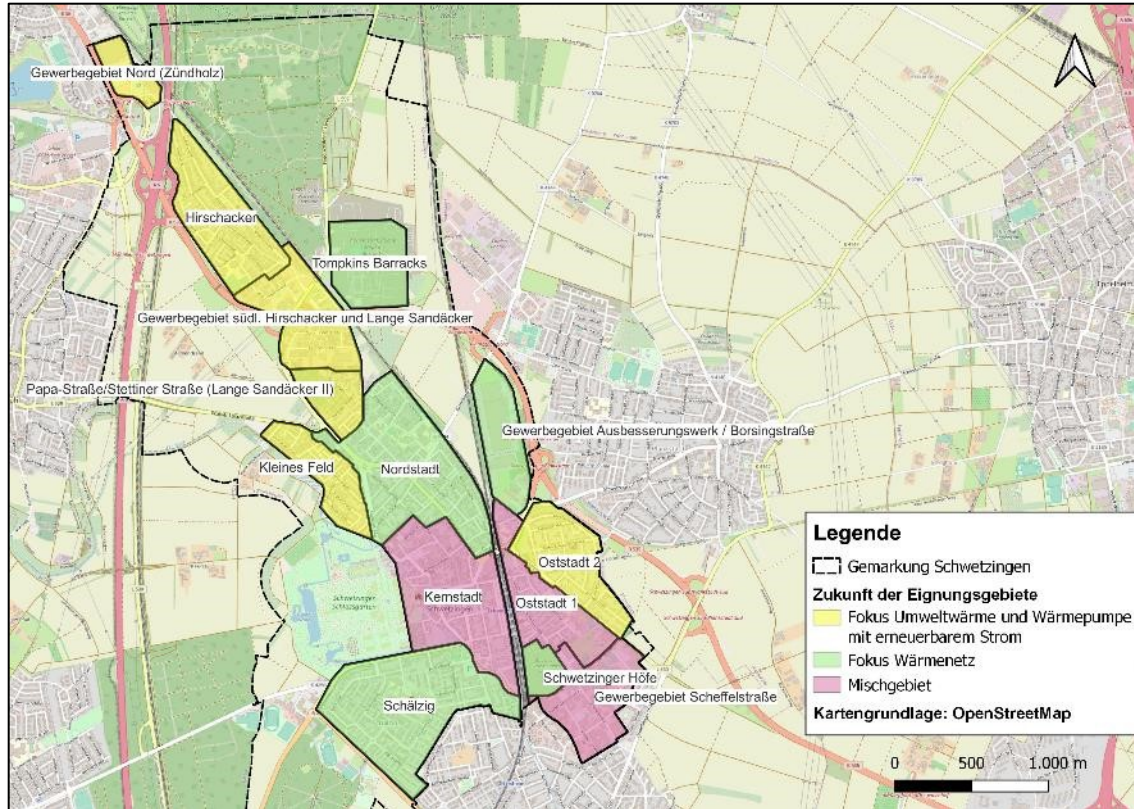 Gewerbegebiet Nord (Zündholz)
Hirschacker
Tompkins Barracks
Gewerbegebiet südl. Hirschacker und Lange Sandäcker
Papa-Straße/Stettiner Straße (Lange Sandäcker II)
Gewerbegebiet Ausbesserungswerk / Borsingstraße
Kleines Feld
Nordstadt
Oststadt 2
Kernstadt
Oststadt 1
Schwetzinger Höfe
Gewerbegebiet Scheffelstraße
Schälzig
Legende
Gemarkung Schwetzingen
Zukunft der Eignungsgebiete
Fokus Umweltwärme und Wärmepumpe
mit erneuerbarem Strom
Fokus Wärmenetz
Mischgebiet
Kartengrundlage: OpenStreetMap
0 500 1.000 m